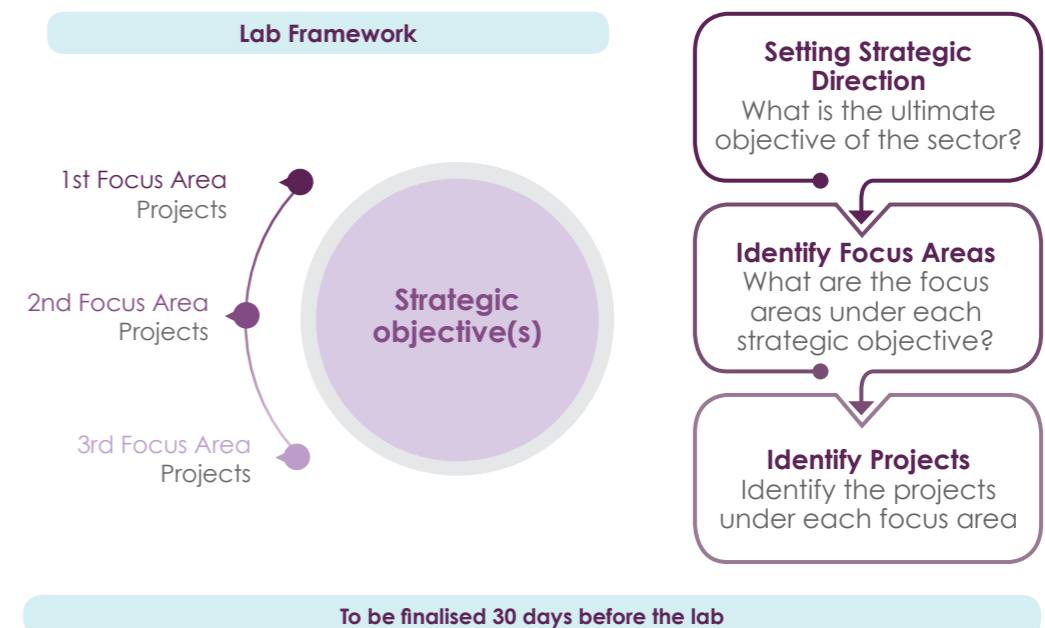 Lab Framework
1st Focus Area
Projects
2nd Focus Area
Projects
3rd Focus Area
Projects
Strategic
objective(s)
Setting Strategic
Direction
What is the ultimate
objective of the sector?
Identify Focus Areas
What are the focus
areas under each
strategic objective?
Identify Projects
Identify the projects
under each focus area
To be finalised 30 days before the lab